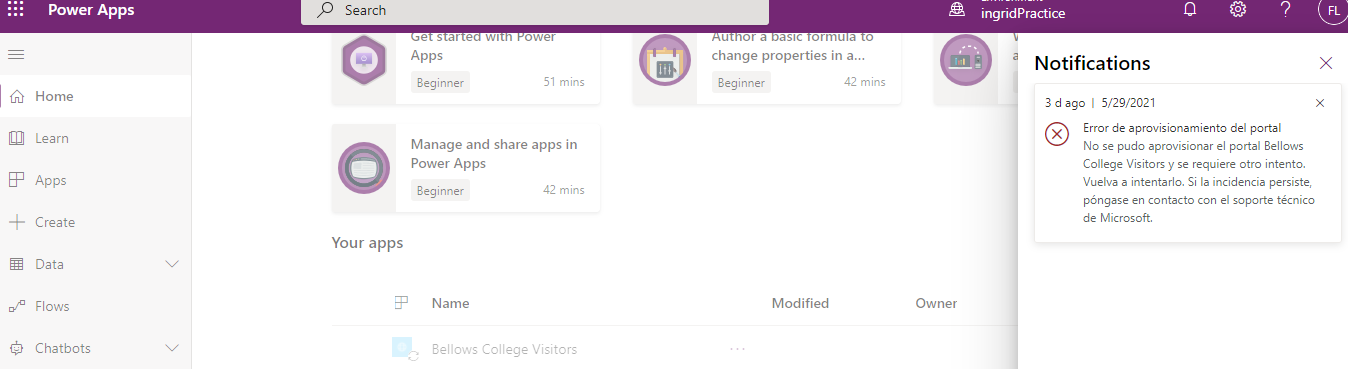 Power Apps
Search
ingridPractice
FL
Home
Learn
Apps
Create
Data
Flows
Chatbots
Get started with Power
Apps
Beginner
51 mins
Author a basic formula to
change properties in a...
Beginner
42 mins
Manage and share apps in
Power Apps
Beginner
42 mins
Your apps
Name
Modified
Owner
Bellows College Visitors
...
Notifications
3 d ago | 5/29/2021
Error de aprovisionamiento del portal
No se pudo aprovisionar el portal Bellows
College Visitors y se requiere otro intento.
Vuelva a intentarlo. Si la incidencia persiste,
póngase en contacto con el soporte técnico
de Microsoft.